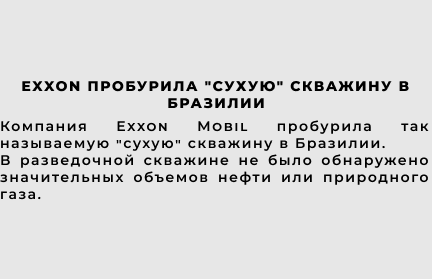 EXXON ПРОБУРИЛА "СУХУЮ" СКВАЖИНУ В
БРАЗИЛИИ
Компания Exxon Mobil пробурила так
называемую "сухую" скважину в Бразилии.
В разведочной скважине не было обнаружено
значительных объемов нефти или природного
газа.